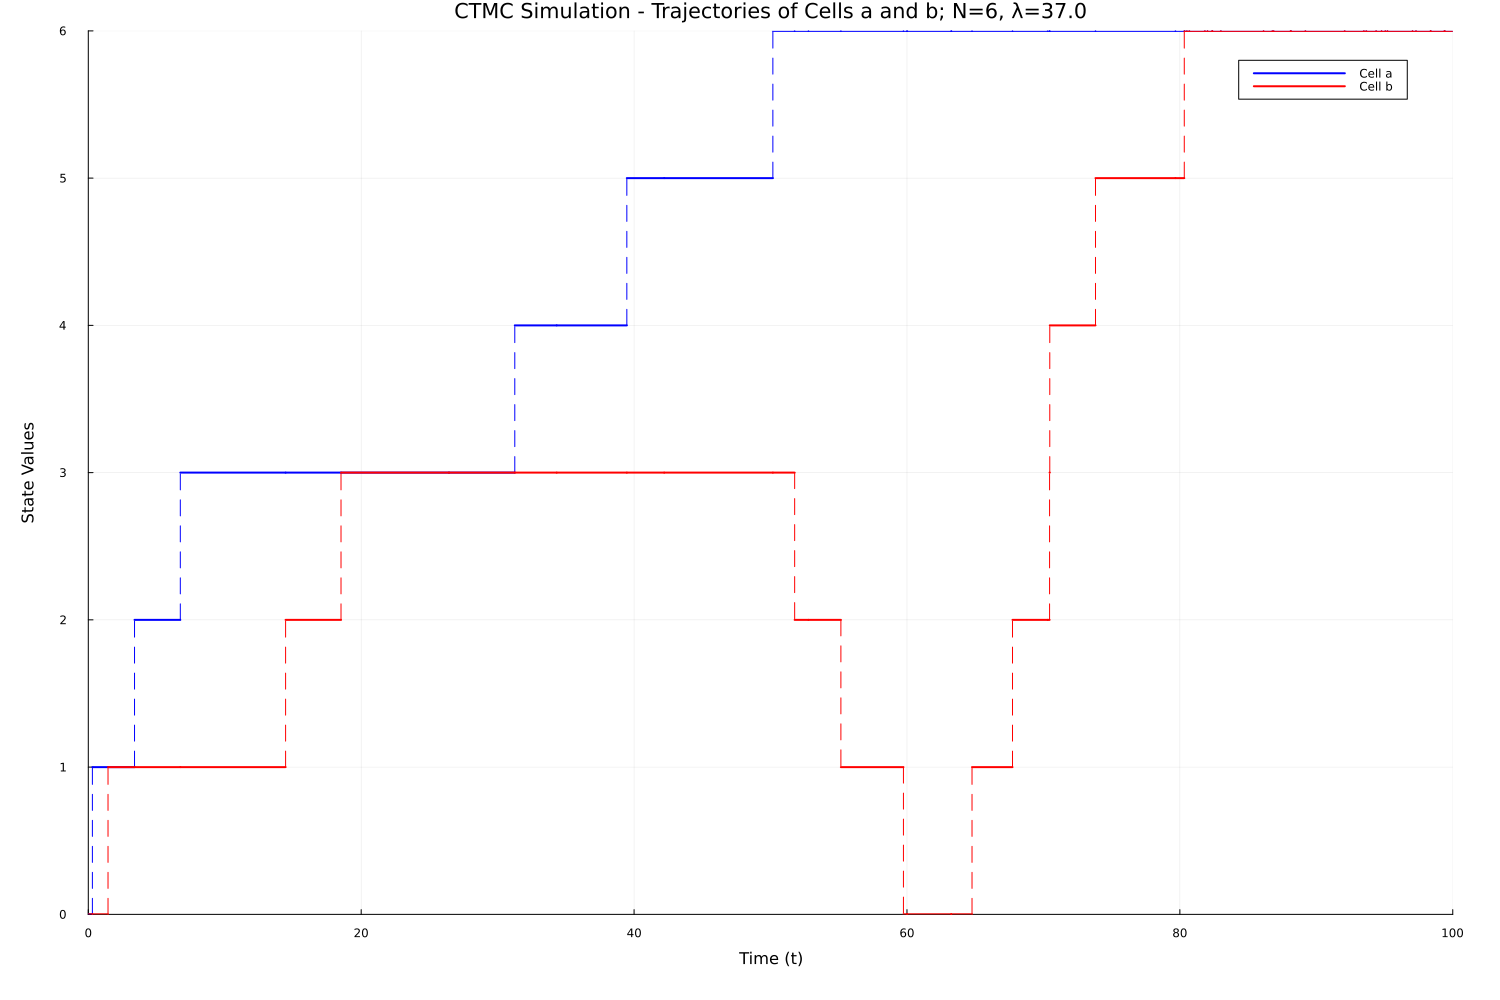 CTMC Simulation - Trajectories of Cells a and b; N=6, λ=37.0
6
5
4
3
2
1
0
State Values
Cell a
Cell b
0 20 40 60 80 100
Time (t)